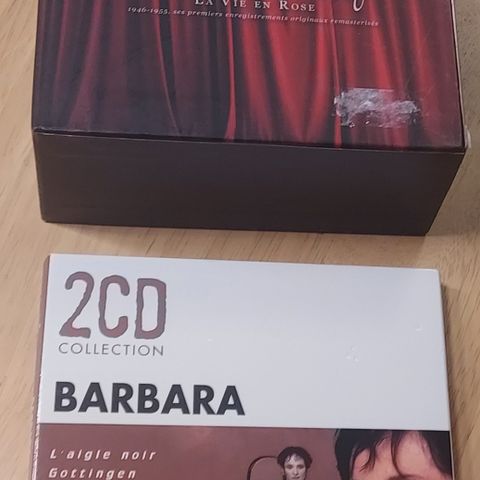 La Vie en Rose
1946-1955, ses premiers enregistrements originaux remasterisés
2CD
COLLECTION
BARBARA
L'aigle noir
Gottingen